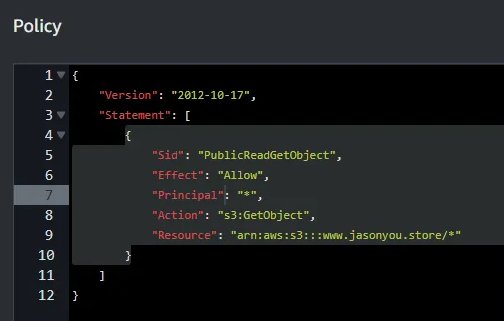 Policy
1 {
2 "Version": "2012-10-17",
3 "Statement": [
4 {
5 "Sid": "PublicReadGetObject",
6 "Effect": "Allow",
7 "Principal": "*",
8 "Action": "s3:GetObject",
9 "Resource": "arn:aws:s3:::www.jasonyou.store/*"
10 }
11 ]
12 }